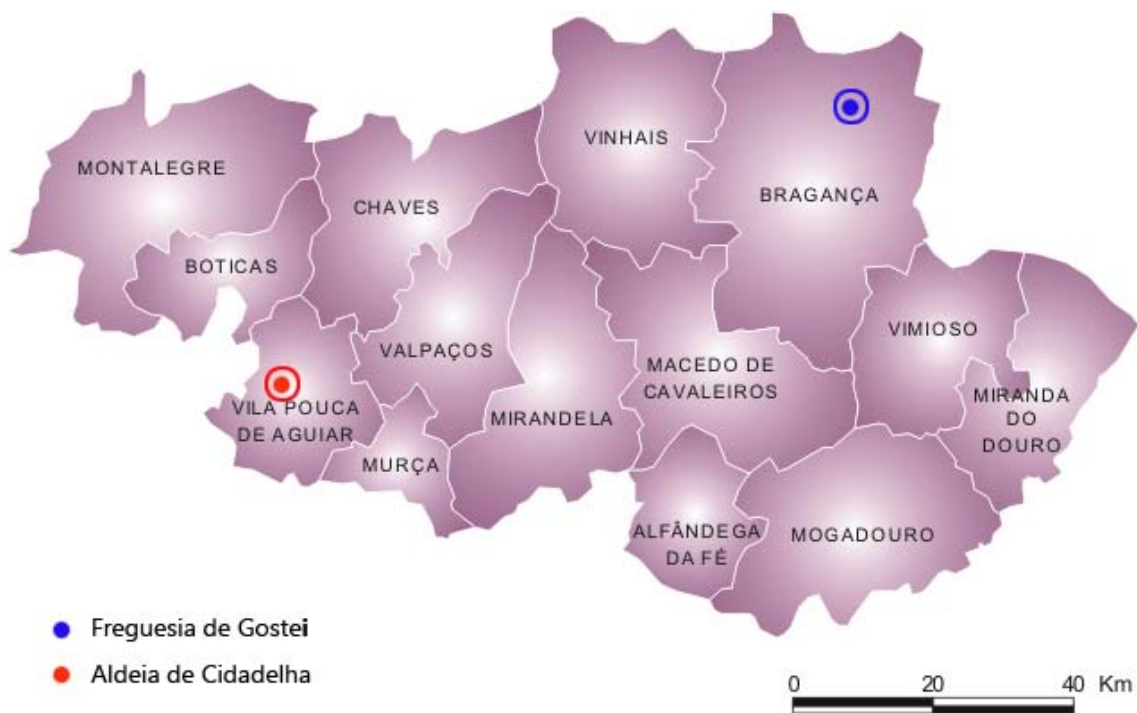 VINHAIS
BRAGANÇA
MONTALEGRE
CHAVES
BOTICAS
VALPAÇOS
VIMIOSO
MACEDO DE
CAVALEIROS
MIRANDA
DO
DOURO
VILA POUCA
DE AGUIAR
MIRANDELA
MURÇA
ALFÂNDEGA
DA FÉ
MOGADOURO
Freguesia de Gostei
Aldeia de Cidadelha
0 20 40 Km